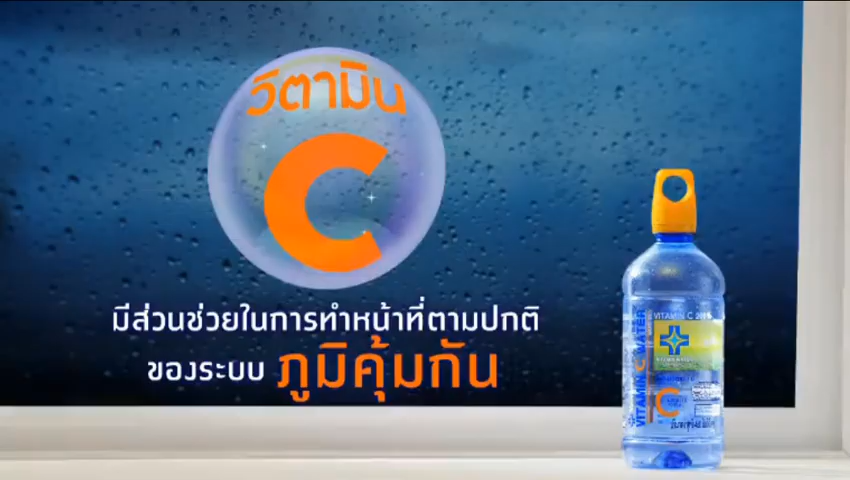 วิตามิน
C
มีส่วนช่วยในการทำหน้าที่ตามปกติ
ของระบบ ภูมิคุ้มกัน
VITAMIN C
VITAMIN C WATER
C